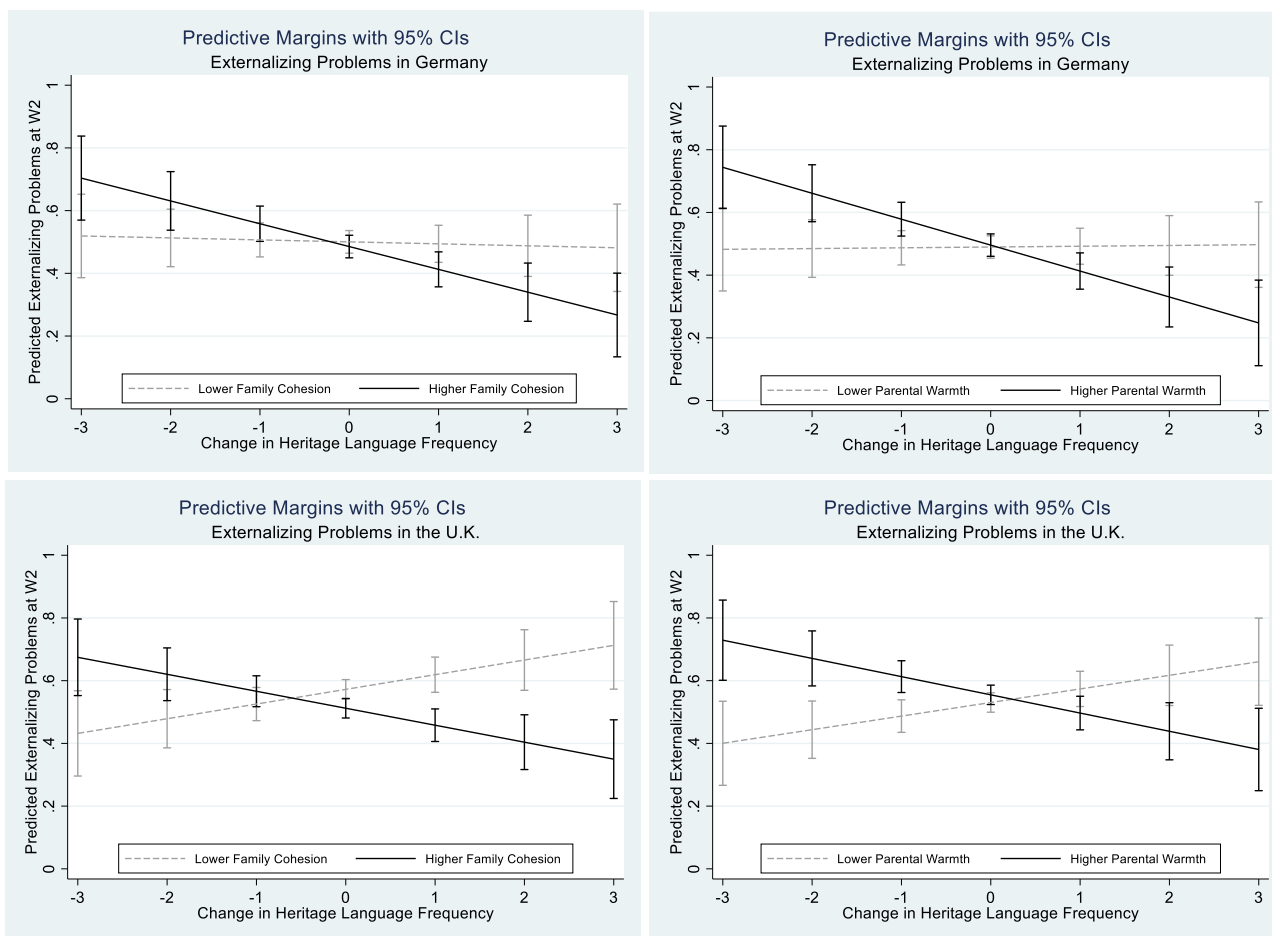 Predictive Margins with 95% CIs
Externalizing Problems in Germany
Predicted Externalizing Problems at W2
1
.8
.6
.4
.2
0
Lower Family Cohesion Higher Family Cohesion
-3 -2 -1 0 1 2 3
Change in Heritage Language Frequency
Predictive Margins with 95% CIs
Externalizing Problems in Germany
Predicted Externalizing Problems at W2
1
.8
.6
.4
.2
0
Lower Parental Warmth Higher Parental Warmth
-3 -2 -1 0 1 2 3
Change in Heritage Language Frequency
Predictive Margins with 95% CIs
Externalizing Problems in the U.K.
Predicted Externalizing Problems at W2
1
.8
.6
.4
.2
0
Lower Family Cohesion Higher Family Cohesion
-3 -2 -1 0 1 2 3
Change in Heritage Language Frequency
Predictive Margins with 95% CIs
Externalizing Problems in the U.K.
Predicted Externalizing Problems at W2
1
.8
.6
.4
.2
0
Lower Parental Warmth Higher Parental Warmth
-3 -2 -1 0 1 2 3
Change in Heritage Language Frequency